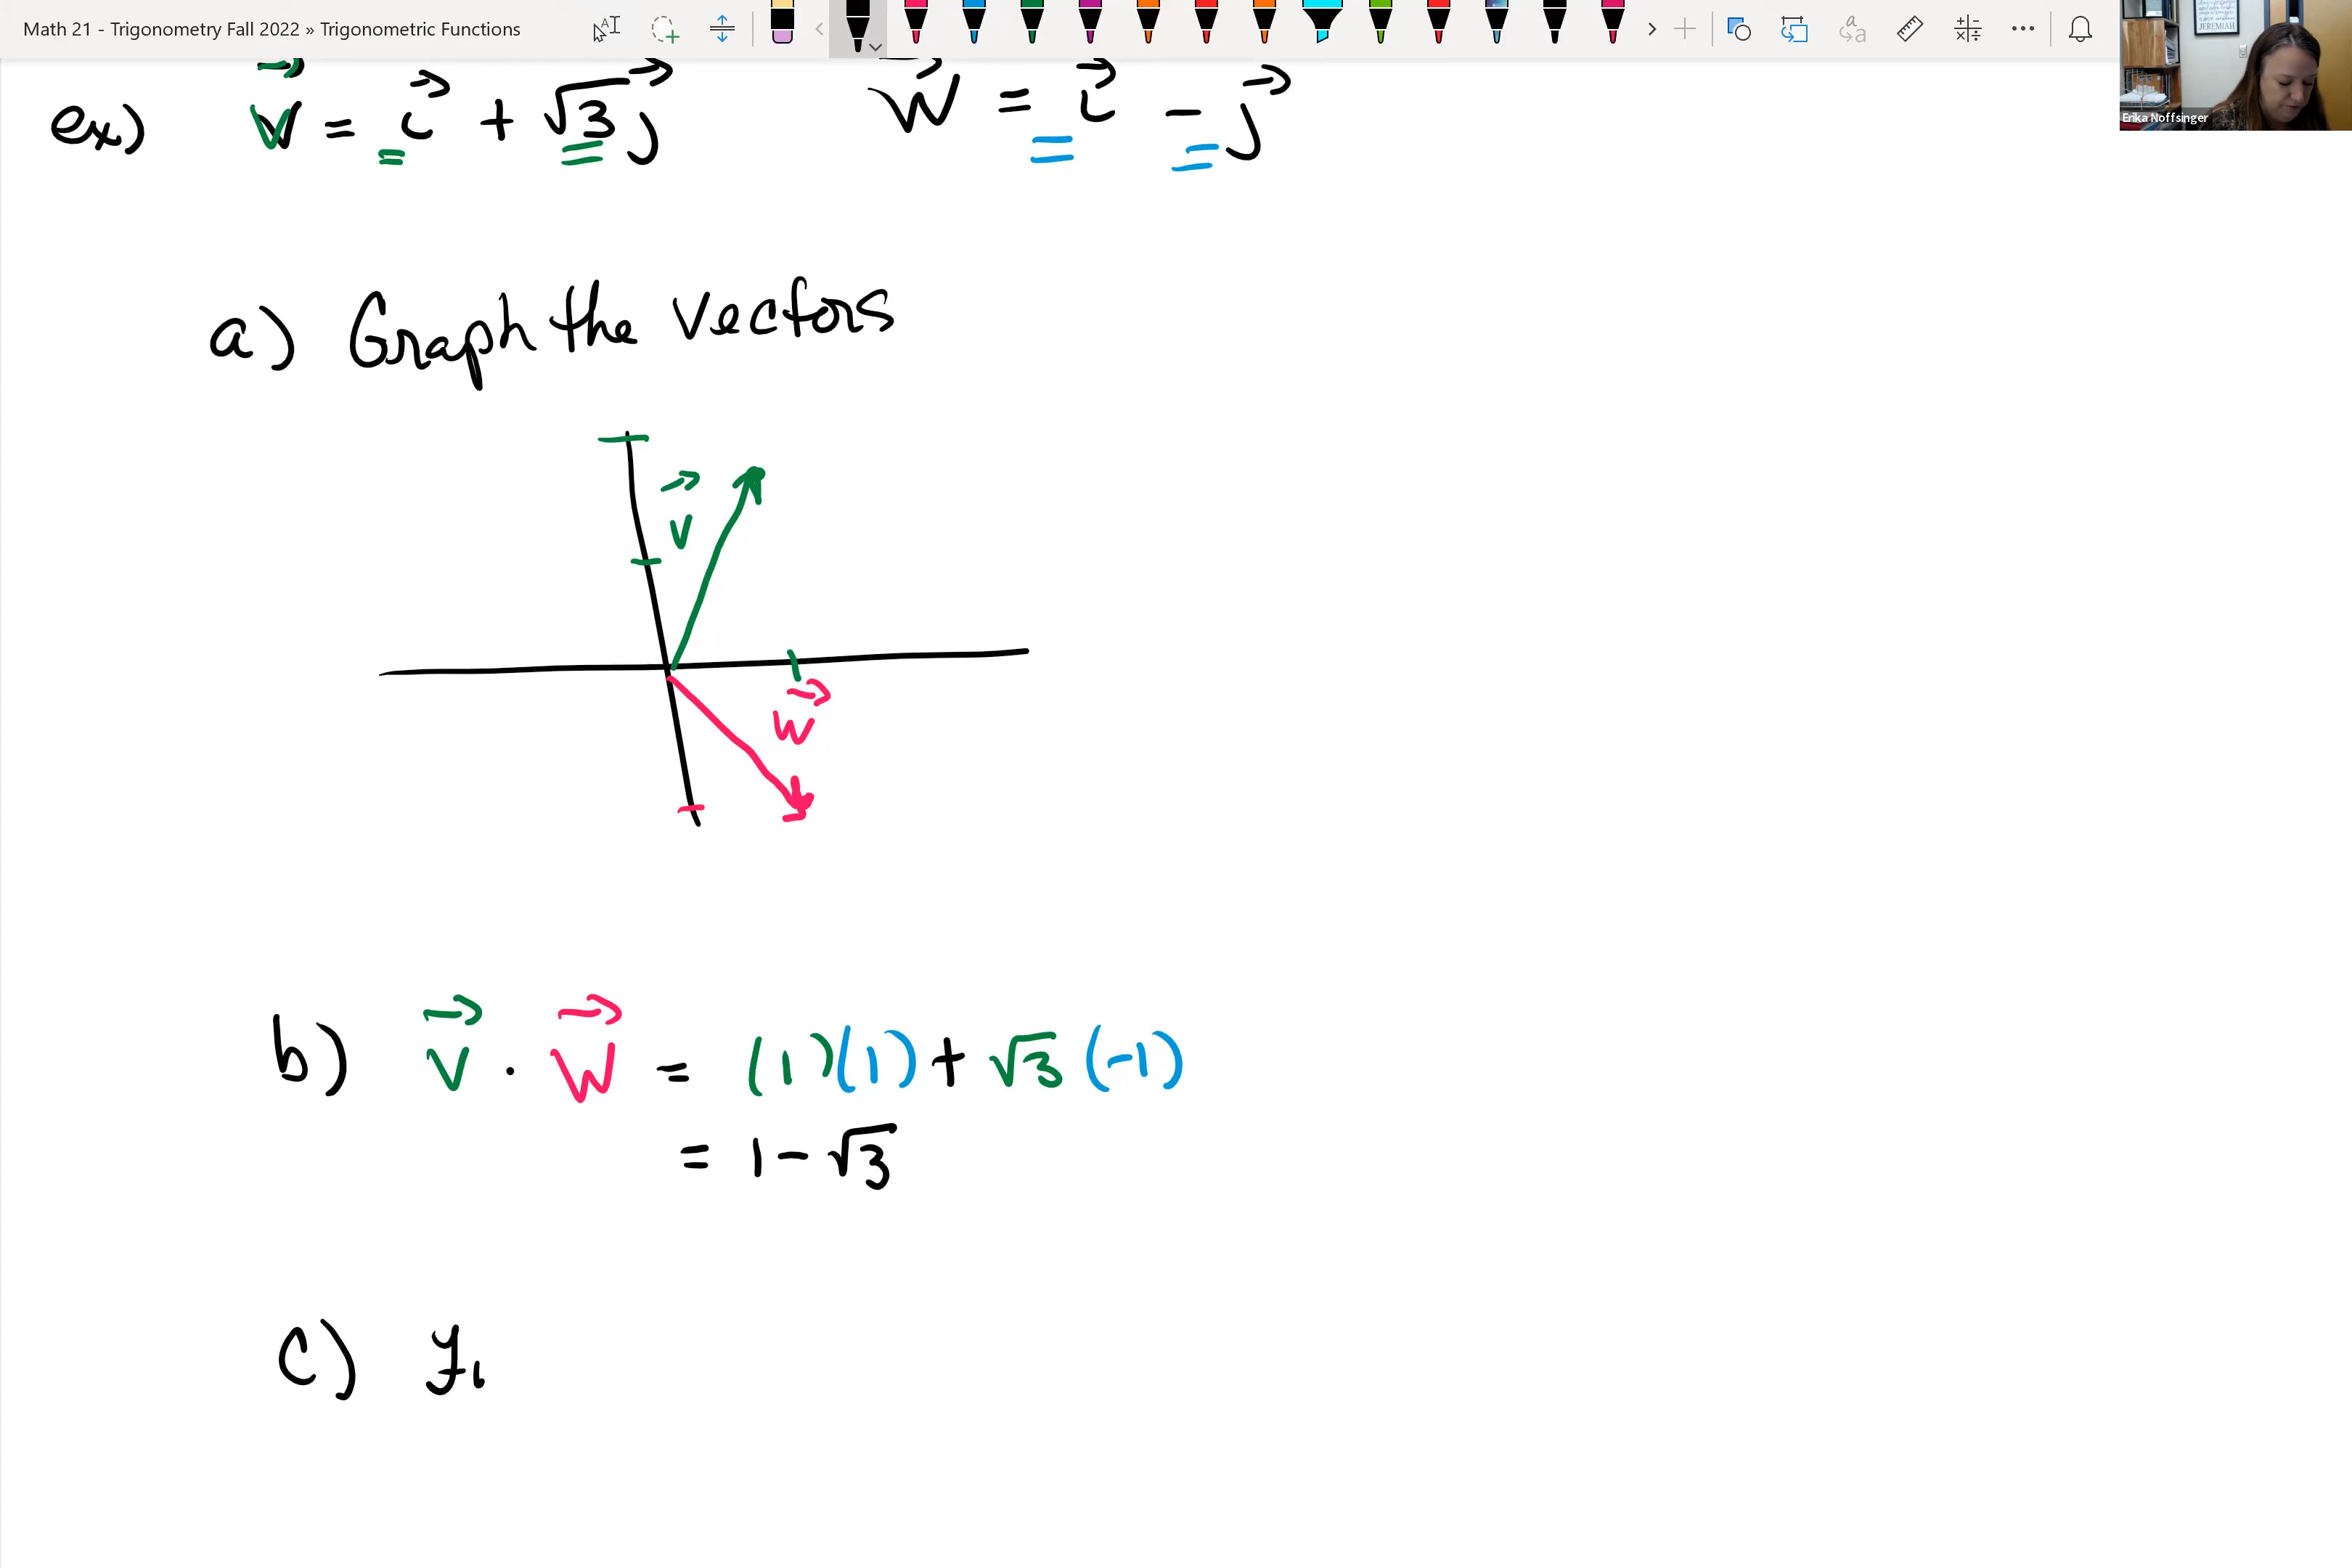 Math 21 - Trigonometry Fall 2022 » Trigonometric Functions
JEREMIAH
Erika Noffsinger
ex) v⃗ = i⃗ + √3 j⃗ w⃗ = i⃗ - j⃗
a) Graph the vectors
v⃗
w⃗
b) v⃗ · w⃗ = (1)(1) + √3 (-1)
= 1 - √3
c)